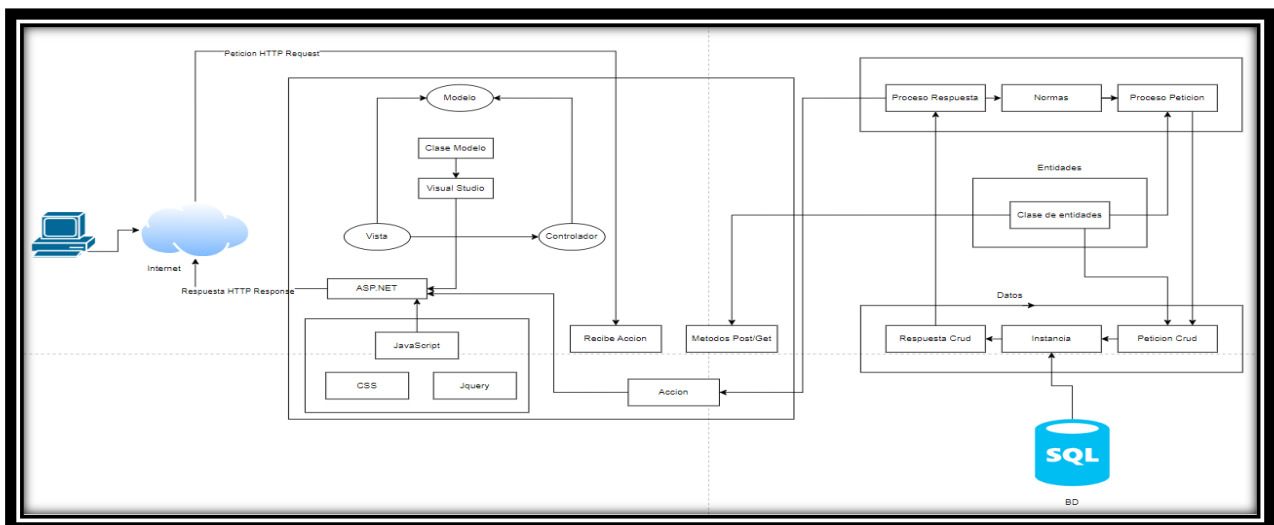 Peticion HTTP Request
Modelo
Clase Modelo
Visual Studio
Vista
Controlador
Internet
Respuesta HTTP Response
ASP.NET
JavaScript
CSS
Jquery
Recibe Accion
Metodos Post/Get
Accion
Proceso Respuesta
Normas
Proceso Peticion
Entidades
Clase de entidades
Datos
Respuesta Crud
Instancia
Peticion Crud
SQL
BD